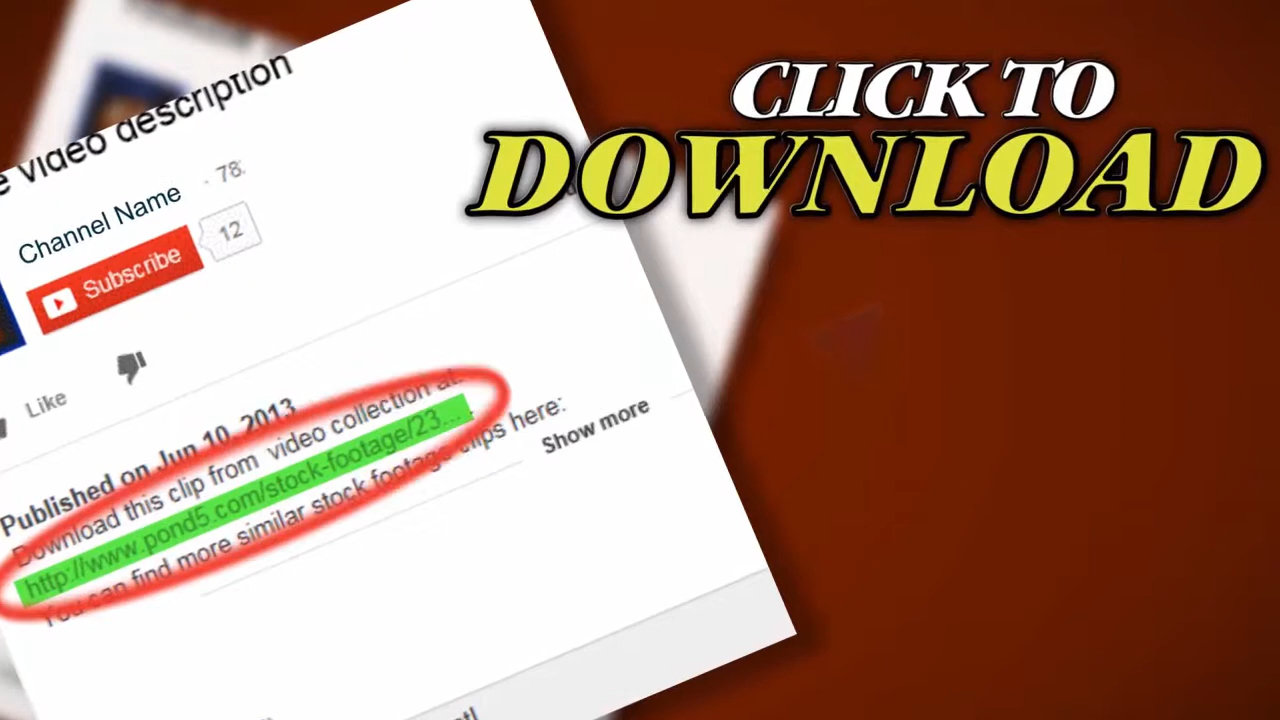 CLICK TO
DOWNLOAD
video description
Channel Name
Subscribe
12
Like
Published on Jun 10, 2013
Download this clip from video collection at:
http://www.pond5.com/stock-footage/23...
You can find more similar stock footage clips here:
Show more